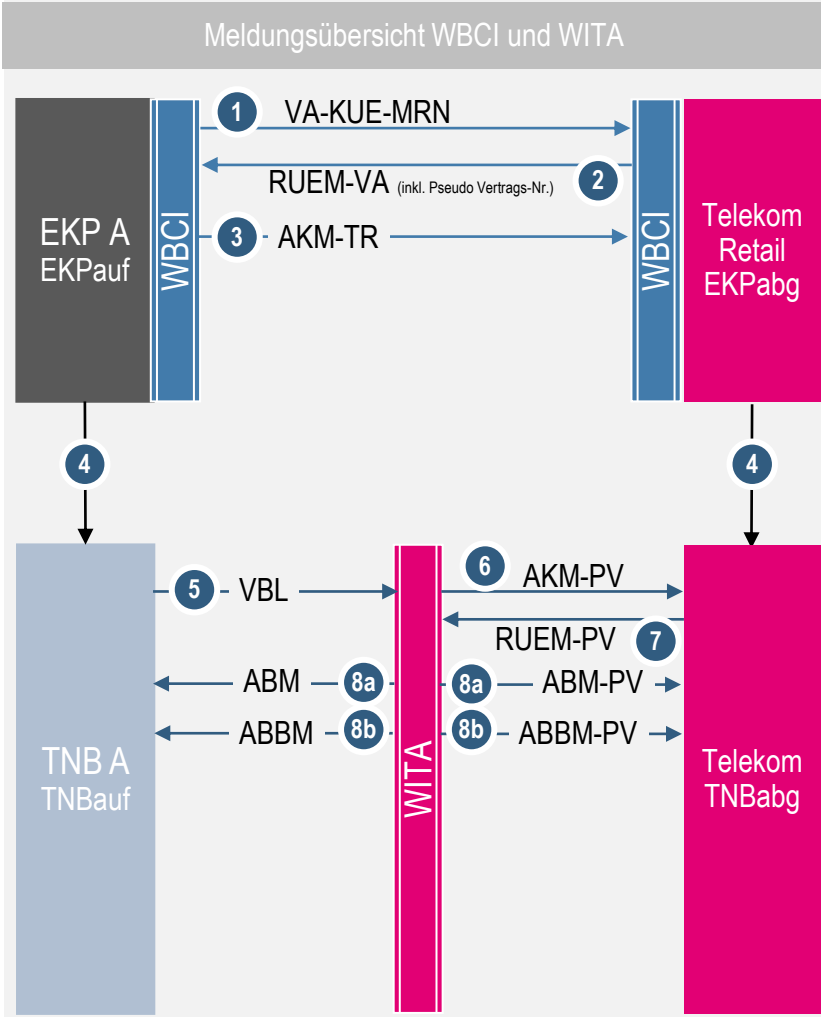 Meldungsübersicht WBCI und WITA
1 VA-KUE-MRN
RUEM-VA (inkl. Pseudo Vertrags-Nr.) 2
3 AKM-TR
EKP A
EKPauf
WBCI
WBCI
Telekom
Retail
EKPabg
4
4
5 VBL
6 AKM-PV
RUEM-PV 7
ABM 8a
8a ABM-PV
ABBM 8b
8b ABBM-PV
TNB A
TNBauf
WITA
Telekom
TNBabg